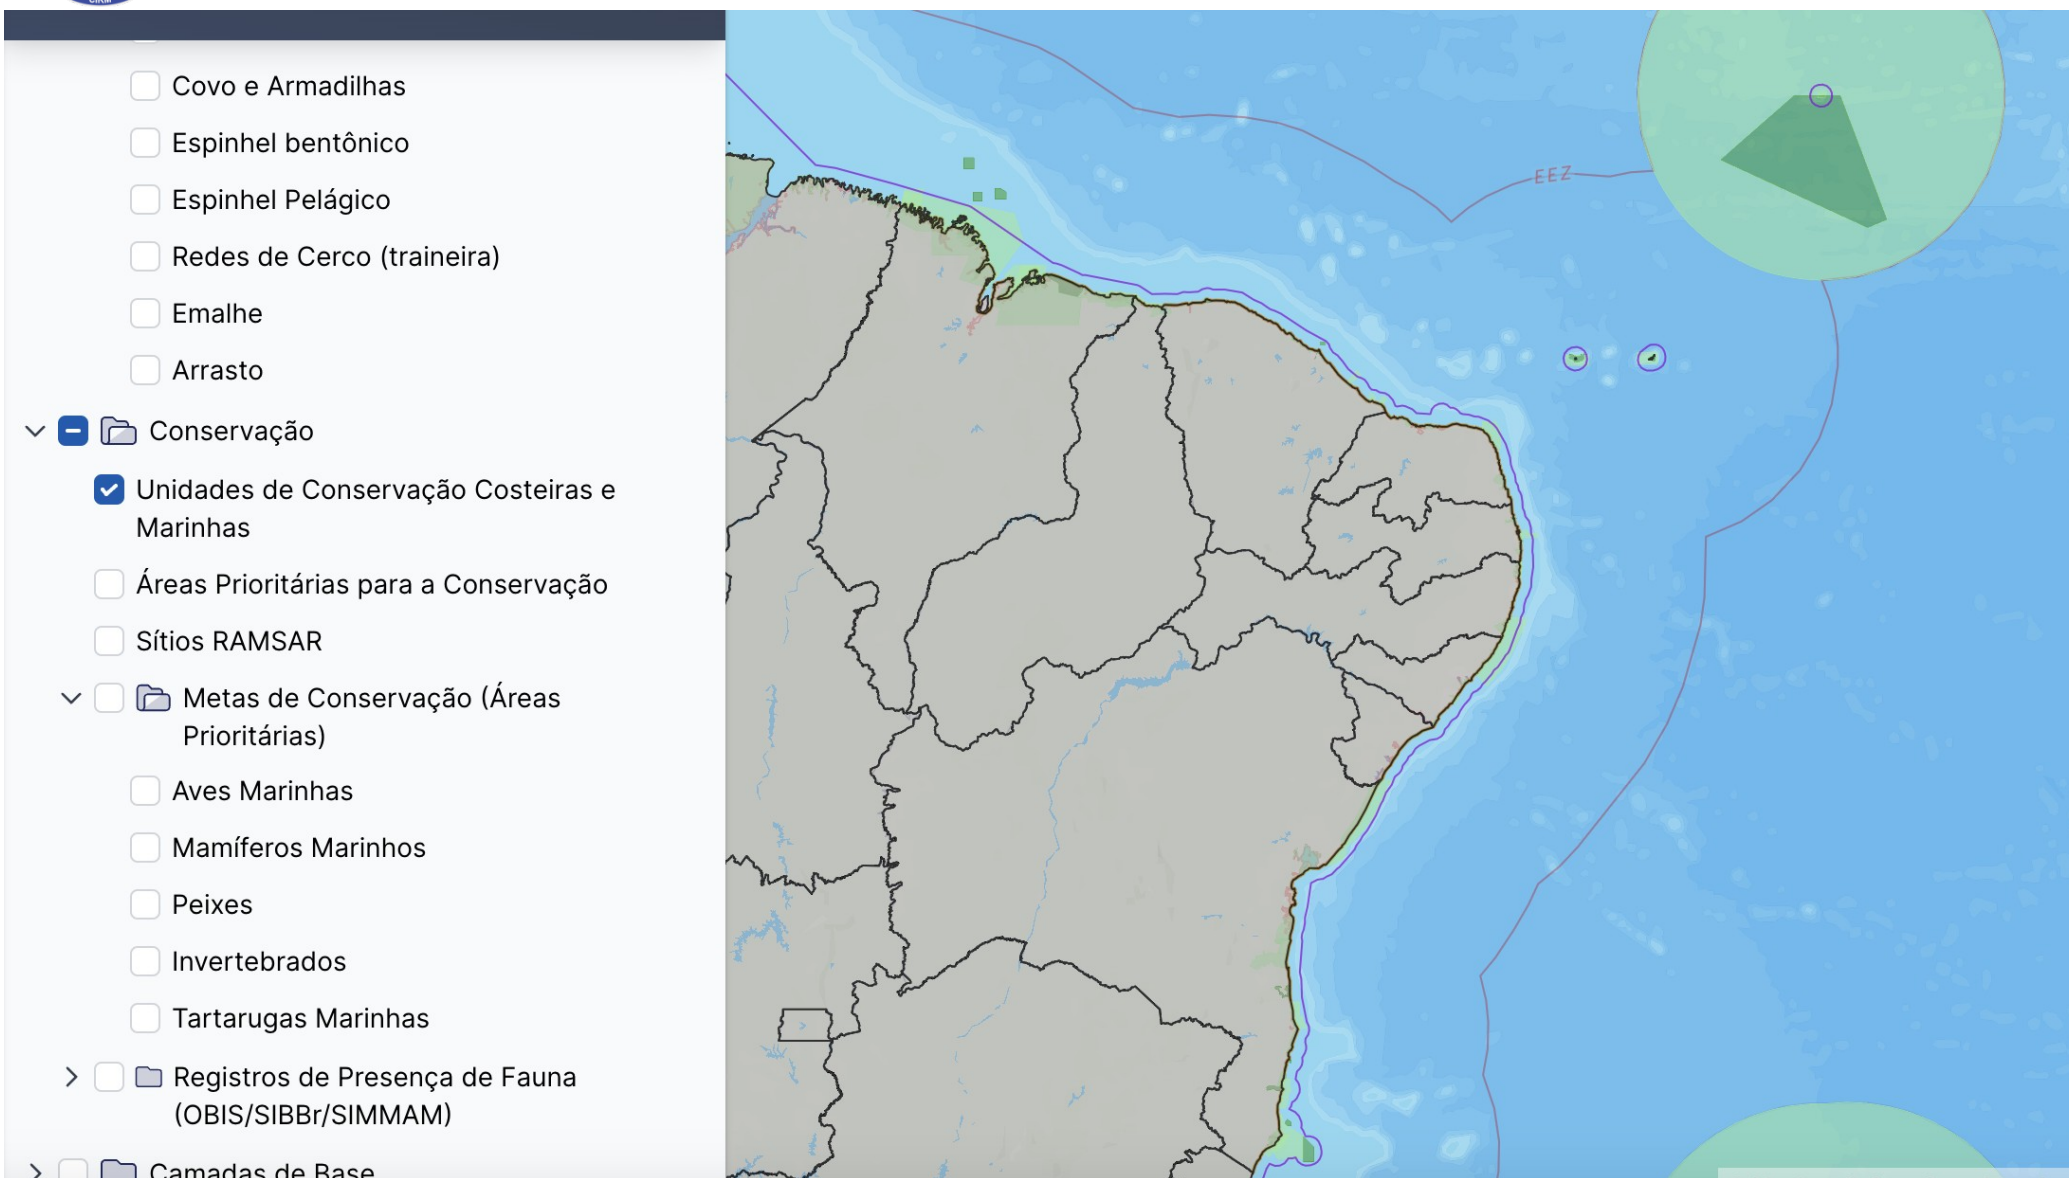 CIRM
Covo e Armadilhas
Espinhel bentônico
Espinhel Pelágico
Redes de Cerco (traineira)
Emalhe
Arrasto
Conservação
Unidades de Conservação Costeiras e
Marinhas
Áreas Prioritárias para a Conservação
Sítios RAMSAR
Metas de Conservação (Áreas
Prioritárias)
Aves Marinhas
Mamíferos Marinhos
Peixes
Invertebrados
Tartarugas Marinhas
Registros de Presença de Fauna
(OBIS/SIBBr/SIMMAM)
Camadas de Base
EEZ